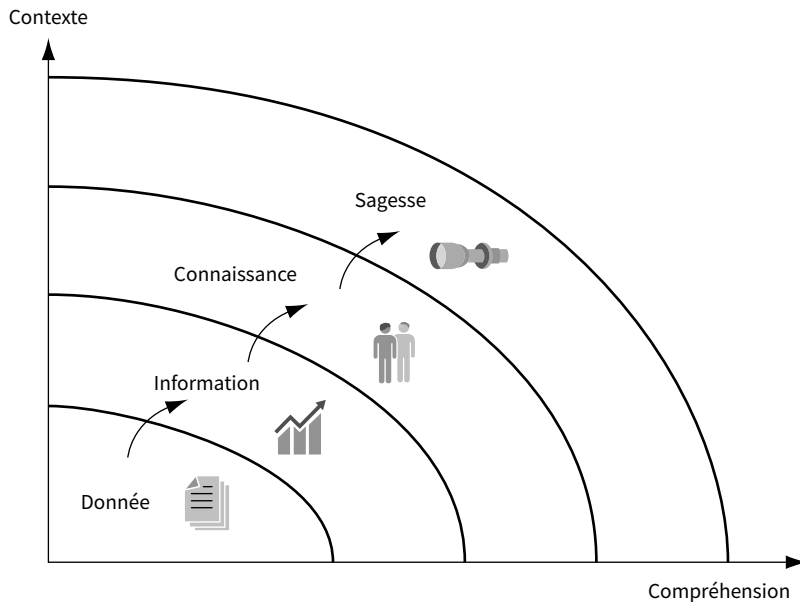 Contexte
Sagesse
Connaissance
Information
Donnée
Compréhension